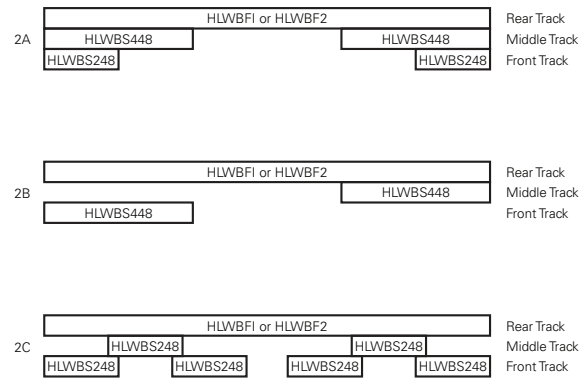 HLWBFI or HLWBF2 Rear Track
2A HLWBS448 HLWBS448 Middle Track
HLWBS248 HLWBS248 Front Track
HLWBFI or HLWBF2 Rear Track
2B HLWBS448 Middle Track
HLWBS448 Front Track
HLWBFI or HLWBF2 Rear Track
2C HLWBS248 HLWBS248 Middle Track
HLWBS248 HLWBS248 HLWBS248 HLWBS248 Front Track